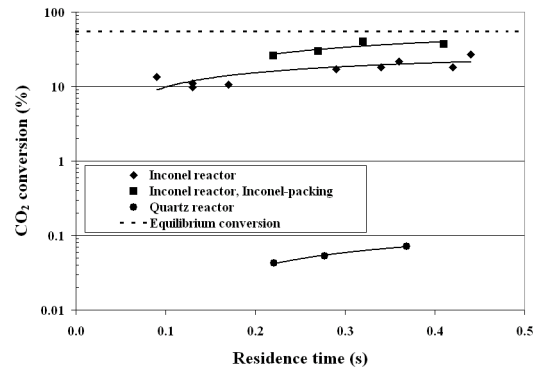 100
10
1
0.1
0.01
CO2 conversion (%)
Inconel reactor
Inconel reactor, Inconel-packing
Quartz reactor
Equilibrium conversion
0.0 0.1 0.2 0.3 0.4 0.5
Residence time (s)